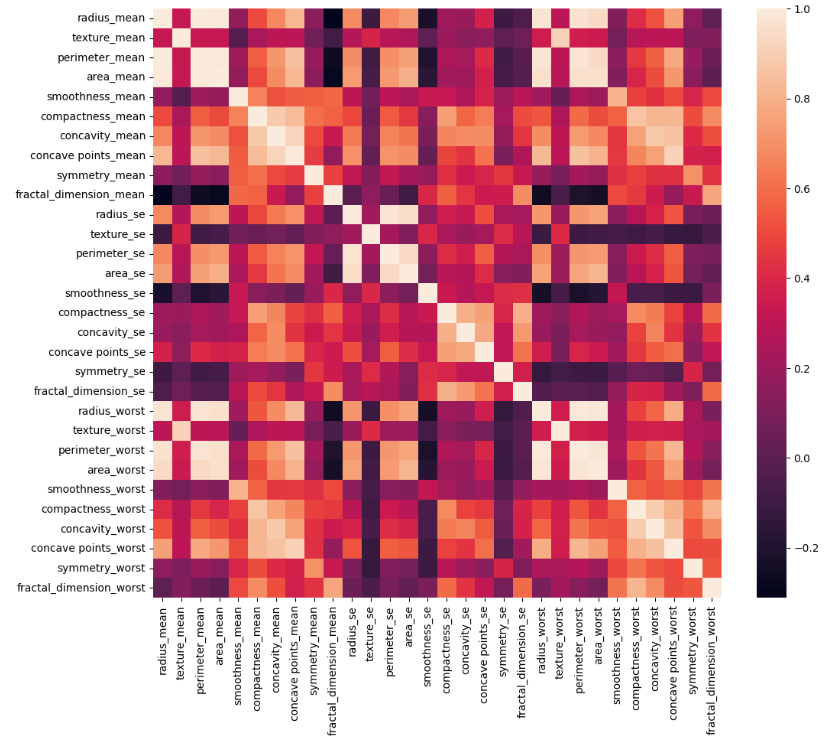 radius_mean
texture_mean
perimeter_mean
area_mean
smoothness_mean
compactness_mean
concavity_mean
concave points_mean
symmetry_mean
fractal_dimension_mean
radius_se
texture_se
perimeter_se
area_se
smoothness_se
compactness_se
concavity_se
concave points_se
symmetry_se
fractal_dimension_se
radius_worst
texture_worst
perimeter_worst
area_worst
smoothness_worst
compactness_worst
concavity_worst
concave points_worst
symmetry_worst
fractal_dimension_worst
radius_mean
texture_mean
perimeter_mean
area_mean
smoothness_mean
compactness_mean
concavity_mean
concave points_mean
symmetry_mean
fractal_dimension_mean
radius_se
texture_se
perimeter_se
area_se
smoothness_se
compactness_se
concavity_se
concave points_se
symmetry_se
fractal_dimension_se
radius_worst
texture_worst
perimeter_worst
area_worst
smoothness_worst
compactness_worst
concavity_worst
concave points_worst
symmetry_worst
fractal_dimension_worst
1.0
0.8
0.6
0.4
0.2
0.0
−0.2